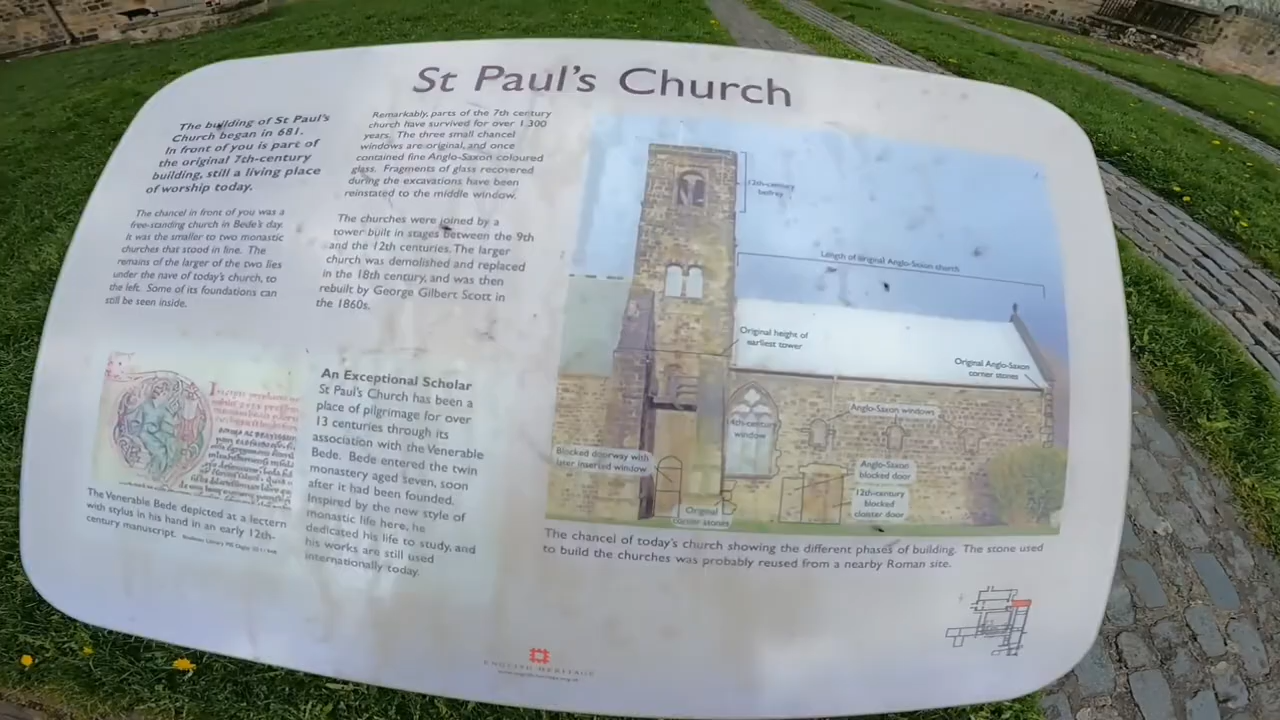 St Paul's Church
The building of St Paul's
Church began in 681.
In front of you is part of
the original 7th-century
building, still a living place
of worship today.
The chancel in front of you was a
free-standing church in Bede's day.
It was the smaller to two monastic
churches that stood in line. The
remains of the larger of the two lies
under the nave of today's church, to
the left. Some of its foundations can
still be seen inside.
Remarkably, parts of the 7th century
church have survived for over 1,300
years. The three small chancel
windows are original, and once
contained fine Anglo-Saxon coloured
glass. Fragments of glass recovered
during the excavations have been
reinstated to the middle window.
The churches were joined by a
tower built in stages between the 9th
and the 12th centuries. The larger
church was demolished and replaced
in the 18th century, and was then
rebuilt by George Gilbert Scott in
the 1860s.
The Venerable Bede depicted at a lectern
with stylus in his hand in an early 12th-
century manuscript.
An Exceptional Scholar
St Paul's Church has been a
place of pilgrimage for over
13 centuries through its
association with the Venerable
Bede. Bede entered the twin
monastery aged seven, soon
after it had been founded.
Inspired by the new style of
monastic life here, he
dedicated his life to study, and
his works are still used
internationally today.
12th-century
belfray
Length of original Anglo-Saxon church
Original height of
earliest tower
Original Anglo-Saxon
corner stones
Anglo-Saxon windows
14th-century
window
Blocked doorway with
later inserted window
Anglo-Saxon
blocked door
12th-century
blocked
cloister door
Original
corner stones
The chancel of today's church showing the different phases of building. The stone used
to build the churches was probably reused from a nearby Roman site.
ENGLISH HERITAGE